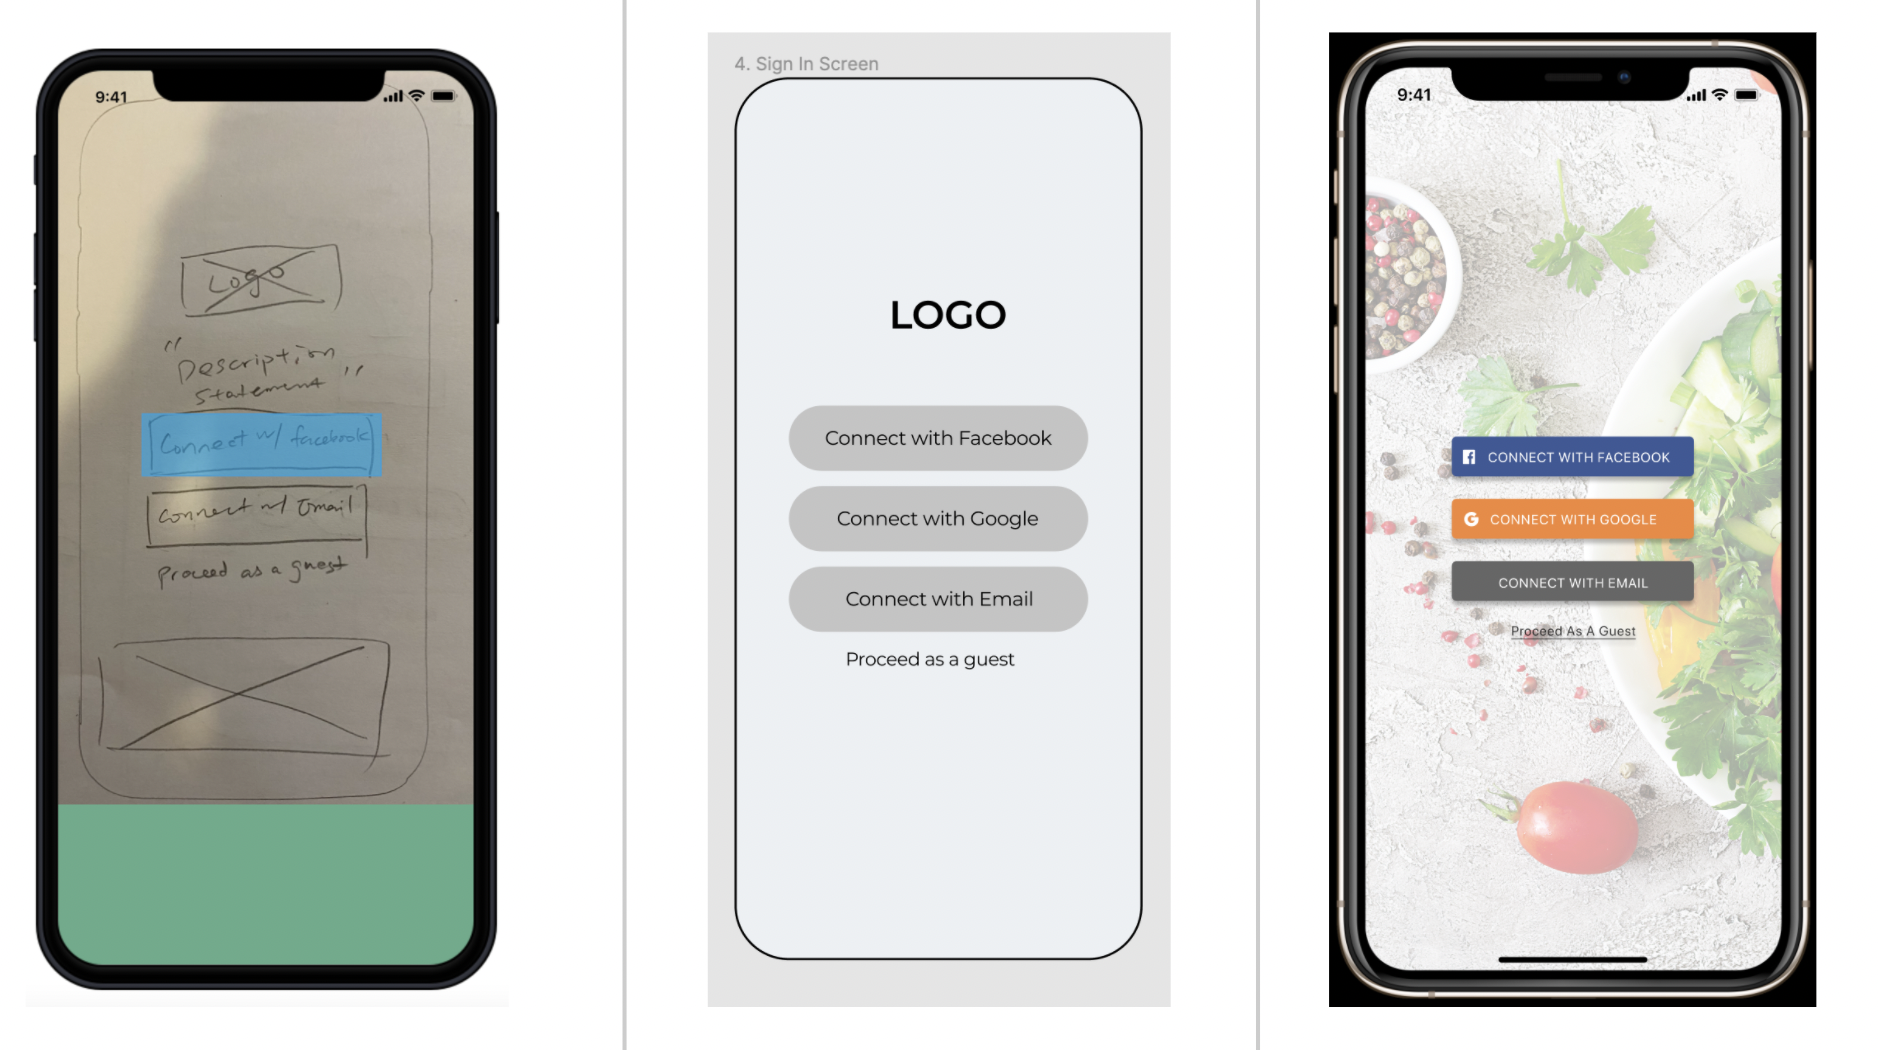 9:41
Logo
"Description
Statement"
Connect w/ facebook
Connect w/ Email
Proceed as a guest
4. Sign In Screen
LOGO
Connect with Facebook
Connect with Google
Connect with Email
Proceed as a guest
9:41
CONNECT WITH FACEBOOK
G CONNECT WITH GOOGLE
CONNECT WITH EMAIL
Proceed As A Guest